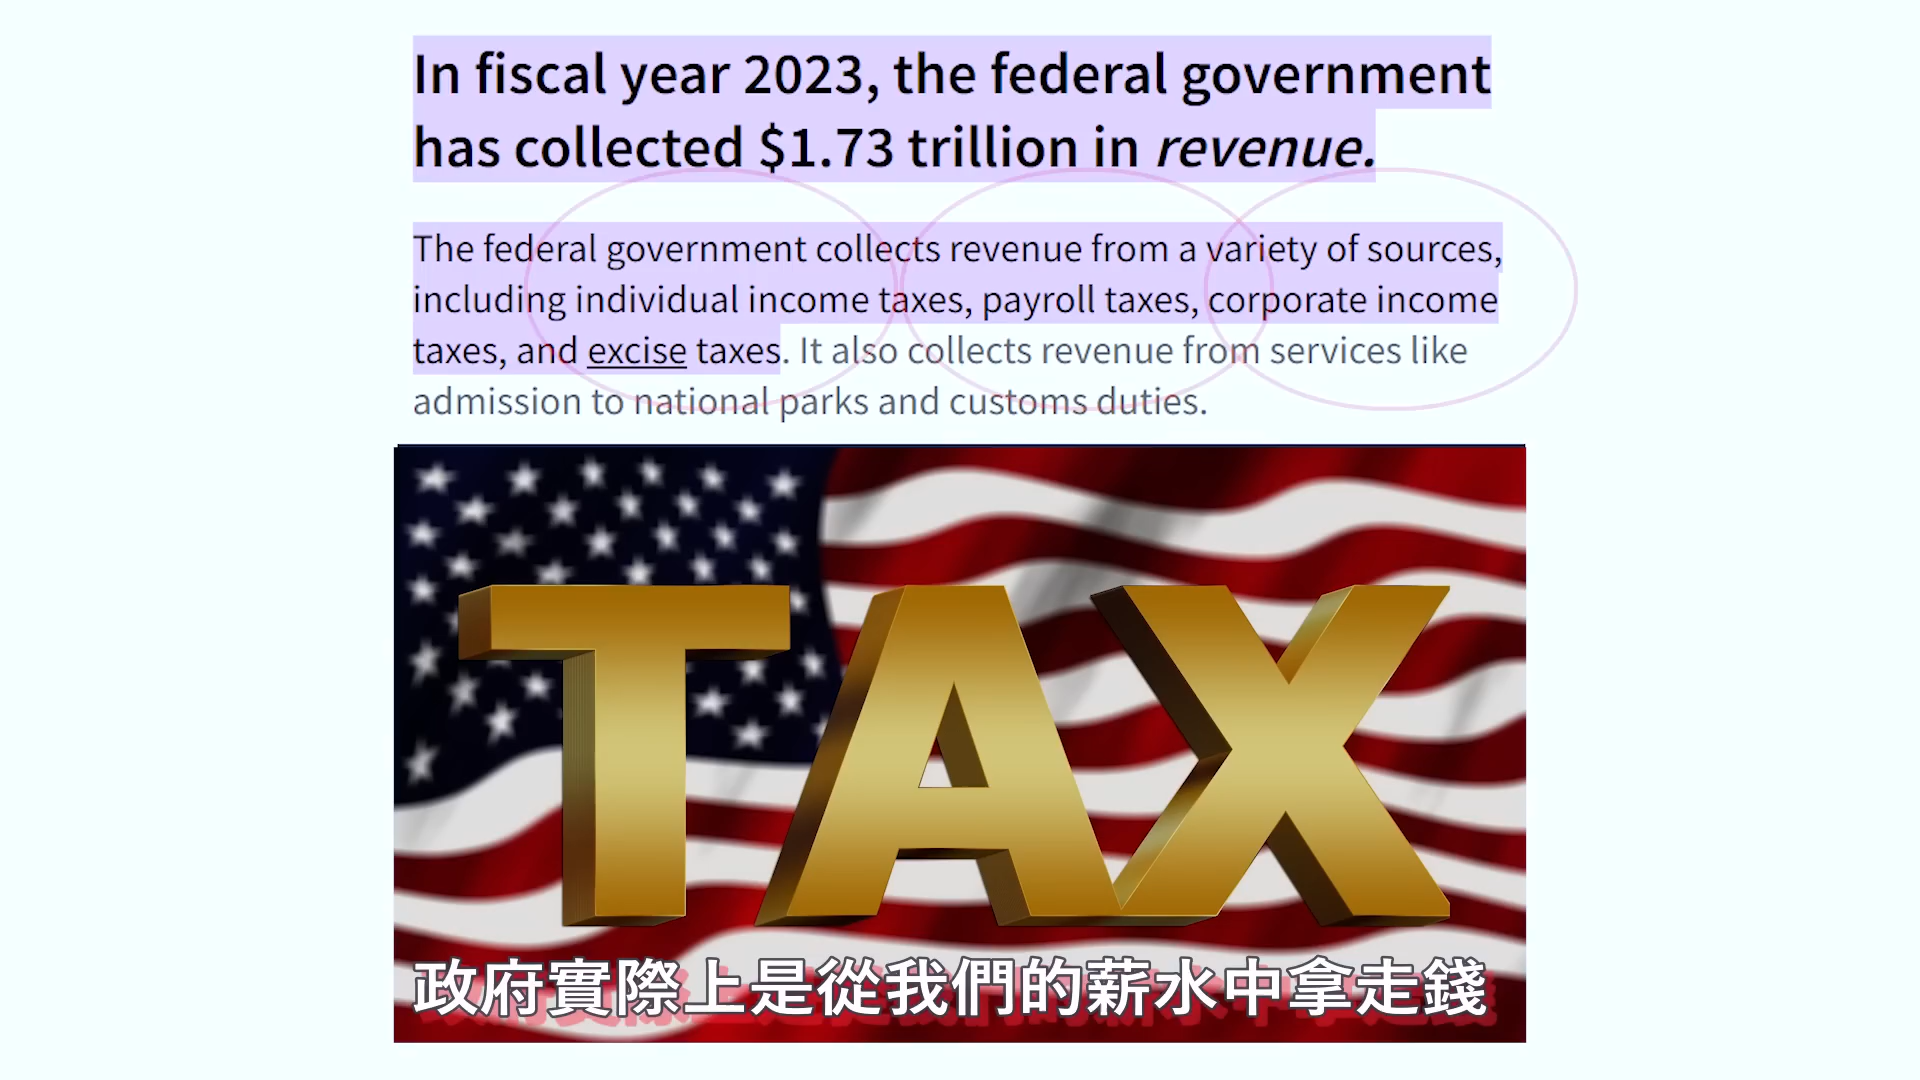 In fiscal year 2023, the federal government
has collected $1.73 trillion in revenue.
The federal government collects revenue from a variety of sources,
including individual income taxes, payroll taxes, corporate income
taxes, and excise taxes. It also collects revenue from services like
admission to national parks and customs duties.
TAX
政府實際上是從我們的薪水中拿走錢